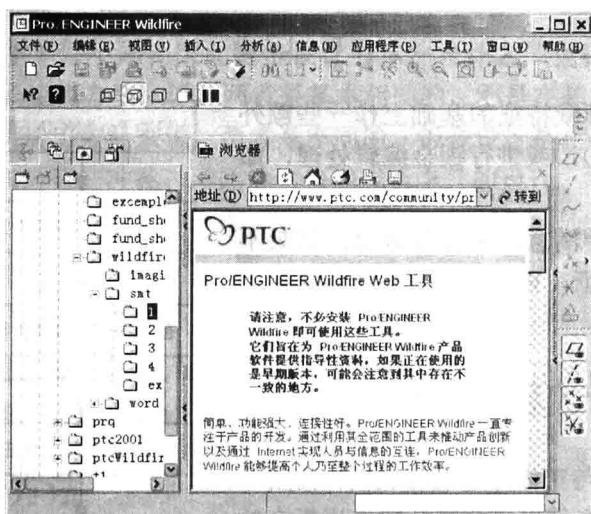 Pro/ENGINEER Wildfire
文件(F) 编辑(E) 视图(V) 插入(I) 分析(A) 信息(N) 应用程序(P) 工具(T) 窗口(W) 帮助(H)
浏览器
地址(D) http://www.ptc.com/community/pr 转到
excempl
fund_sh
fund_sh
wildfire
imagi
smt
1
2
3
4
ex
word
prq
ptc2001
ptcWildfir
PTC
Pro/ENGINEER Wildfire Web 工具
请注意，不必安装 Pro/ENGINEER
Wildfire 即可使用这些工具。
它们旨在为 Pro/ENGINEER Wildfire 产品
软件提供指导性资料，如果正在使用的
是早期版本，可能会注意到其中存在不
一致的地方。
简单、功能强大、连接性好。Pro/ENGINEER Wildfire 一直专
注于产品的开发。通过利用其全范围的工具来推动产品创新
以及通过 Internet 实现人员与信息的互连，Pro/ENGINEER
Wildfire 能够提高个人乃至整个过程的工作效率。